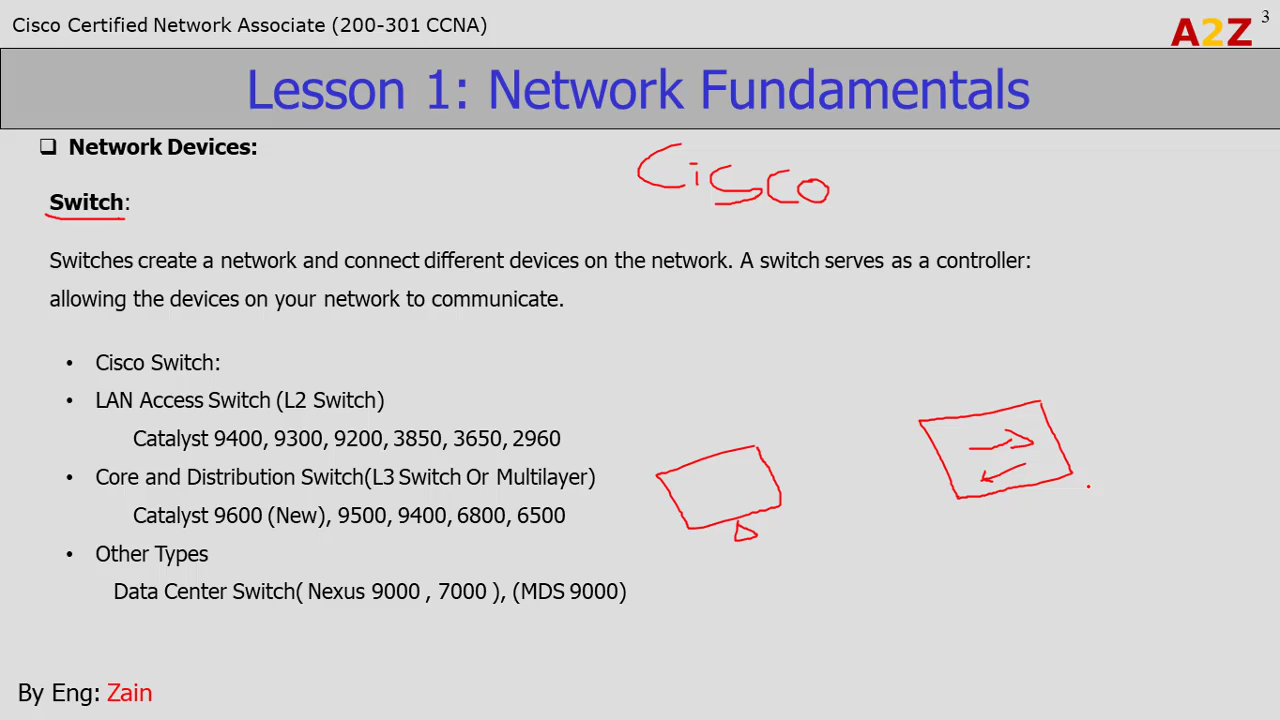 Cisco Certified Network Associate (200-301 CCNA)
A2Z
3
Lesson 1: Network Fundamentals
❑ Network Devices:
Cisco
Switch:
Switches create a network and connect different devices on the network. A switch serves as a controller:
allowing the devices on your network to communicate.
• Cisco Switch:
• LAN Access Switch (L2 Switch)
Catalyst 9400, 9300, 9200, 3850, 3650, 2960
• Core and Distribution Switch(L3 Switch Or Multilayer)
Catalyst 9600 (New), 9500, 9400, 6800, 6500
• Other Types
Data Center Switch( Nexus 9000 , 7000 ), (MDS 9000)
By Eng: Zain